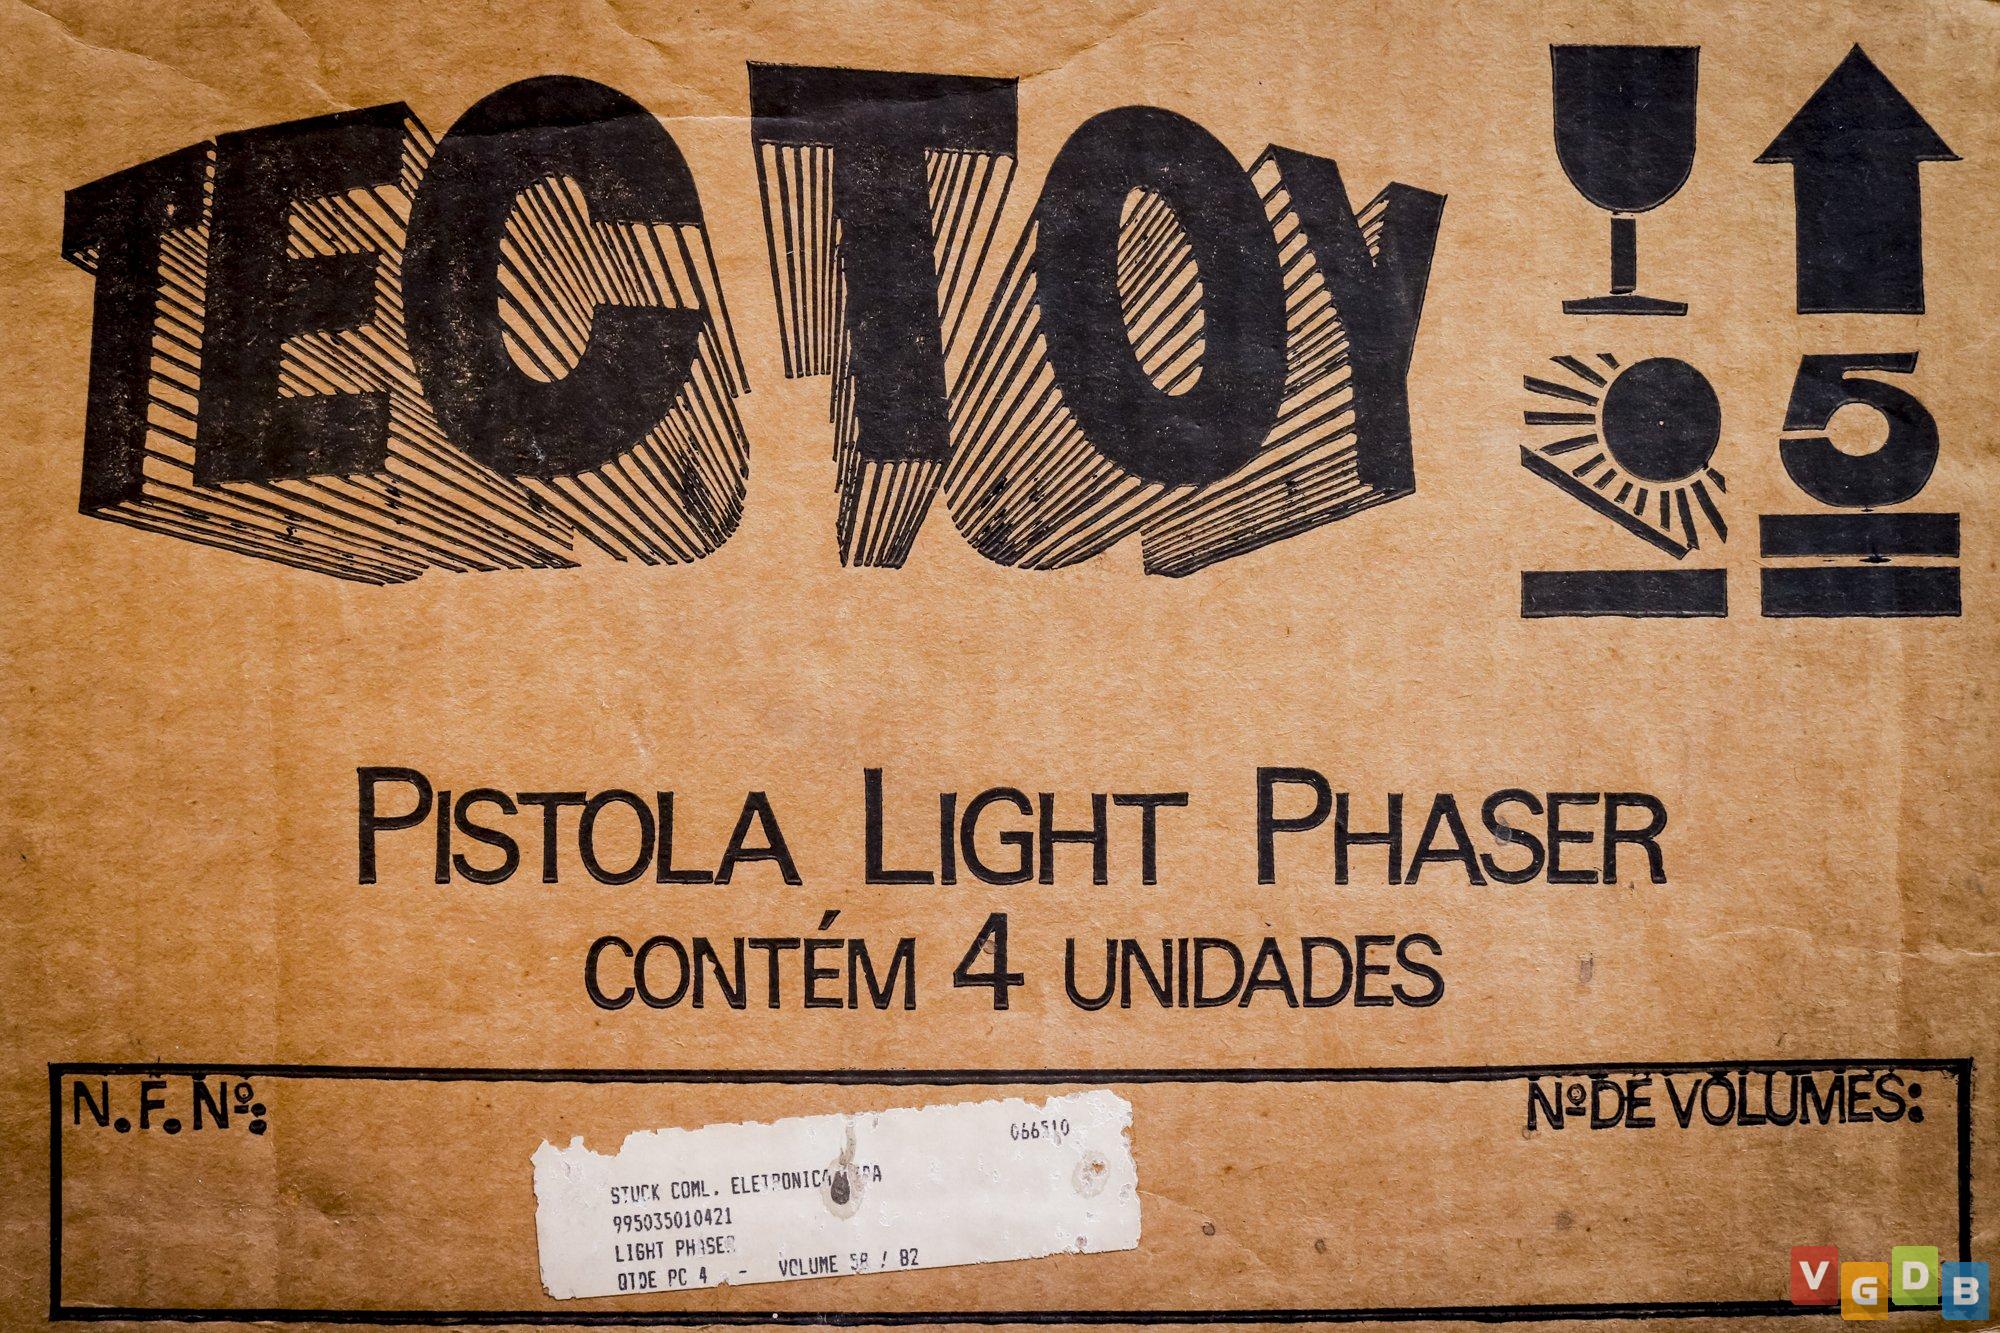 TEC TOY
5
PISTOLA LIGHT PHASER
CONTÉM 4 UNIDADES
N.F.Nº:
Nº DE VOLUMES:
066510
STUCK COML. ELETRONICA
995035010421
LIGHT PHASER
QTDE PC 4 - VOLUME 58 / 82
VGDB